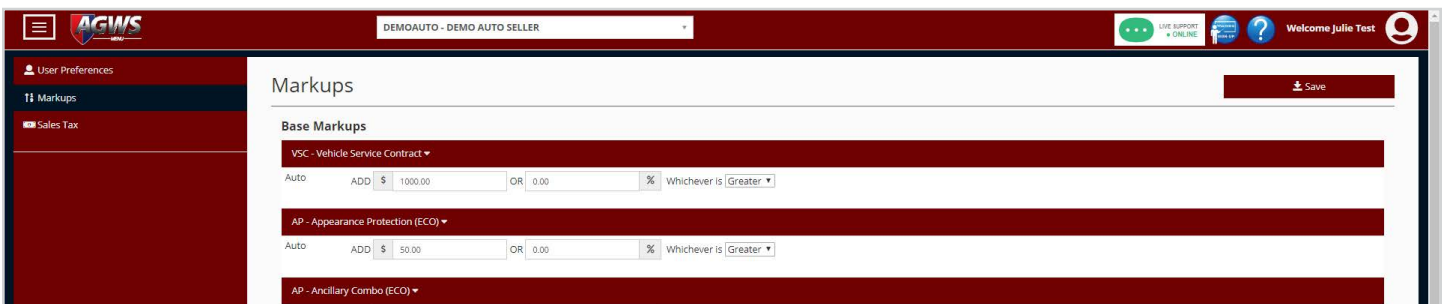 AGWS
MENU
DEMOAUTO - DEMO AUTO SELLER
LIVE SUPPORT
• ONLINE
Welcome Julie Test
User Preferences
Markups
Sales Tax
Markups
Save
Base Markups
VSC - Vehicle Service Contract
Auto ADD $ 1000.00 OR 0.00 % Whichever is Greater
AP - Appearance Protection (ECO)
Auto ADD $ 50.00 OR 0.00 % Whichever is Greater
AP - Ancillary Combo (ECO)